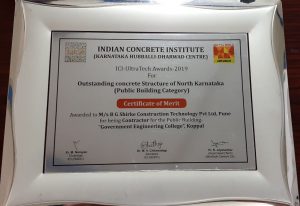 INDIAN CONCRETE INSTITUTE
(KARNATAKA HUBBALLI DHARWAD CENTRE)
ICI-UltraTech Awards-2019
For
Outstanding concrete Structure of North Karnataka
(Public Building Category)
Certificate of Merit
Awarded to M/s B G Shirke Construction Technology Pvt Ltd, Pune
for being Contractor for the Public Building
"Government Engineering College", Koppal